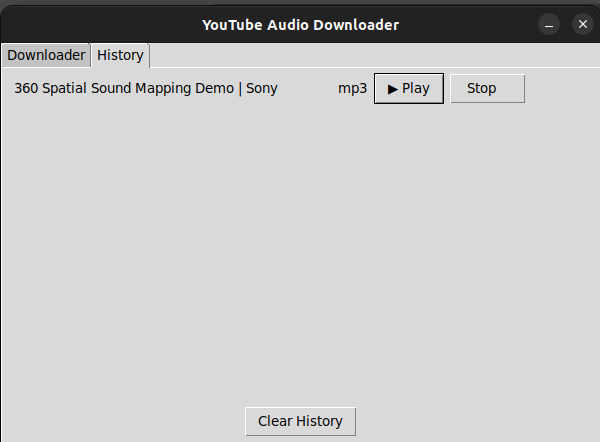 YouTube Audio Downloader
Downloader History
360 Spatial Sound Mapping Demo | Sony mp3 ▶ Play Stop
Clear History